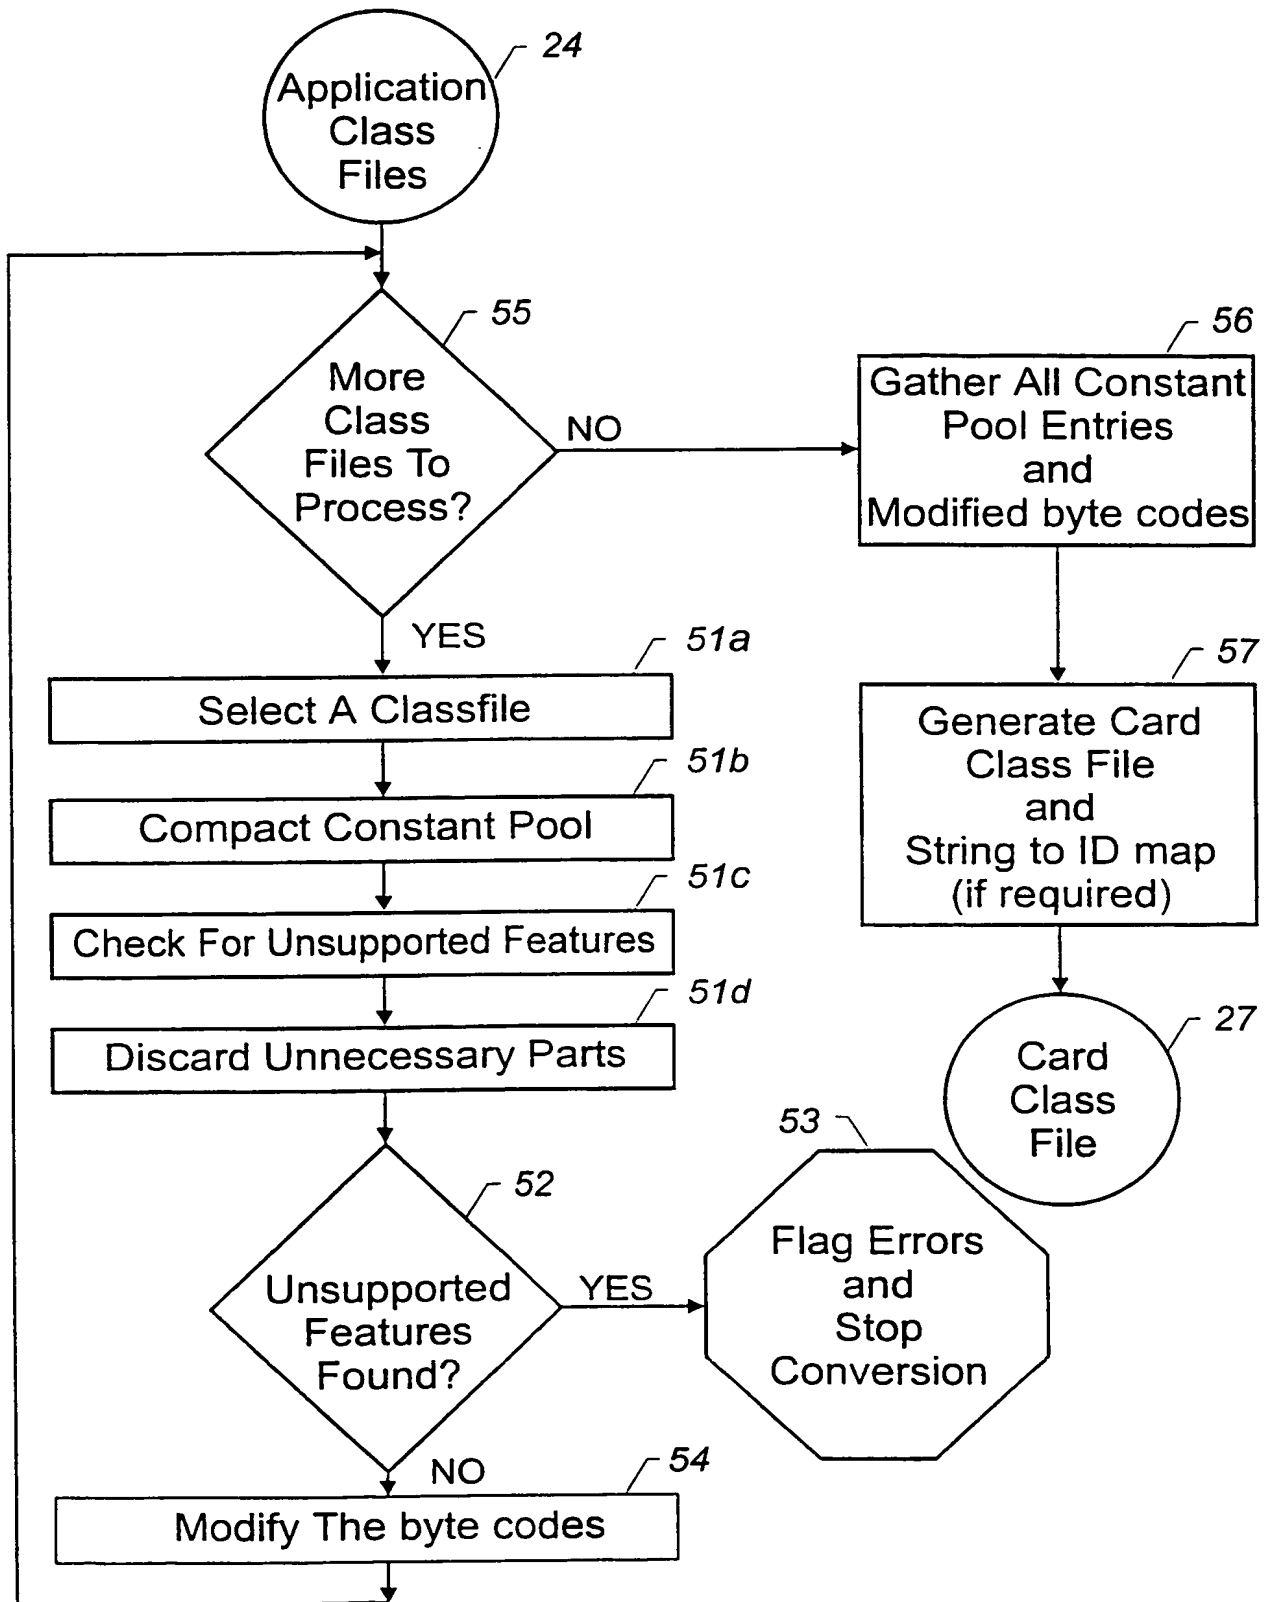 24
Application
Class
Files
55
More
Class
Files To
Process?
NO
56
Gather All Constant
Pool Entries
and
Modified byte codes
YES
51a
Select A Classfile
57
Generate Card
Class File
and
String to ID map
(if required)
51b
Compact Constant Pool
51c
Check For Unsupported Features
51d
Discard Unnecessary Parts
27
Card
Class
File
52
Unsupported
Features
Found?
YES
53
Flag Errors
and
Stop
Conversion
NO
54
Modify The byte codes